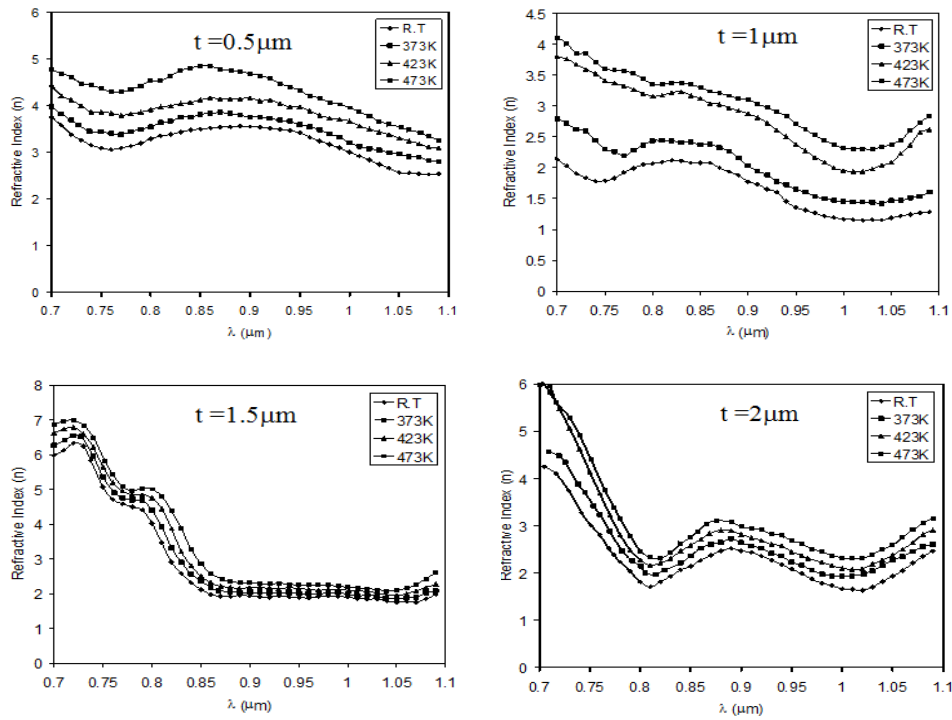 t =0.5μm
R.T
373K
423K
473K
Refractive Index (n)
6
5
4
3
2
1
0
0.7 0.75 0.8 0.85 0.9 0.95 1 1.05 1.1
λ (μm)
t =1μm
R.T
373K
423K
473K
Refractive Index (n)
4.5
4
3.5
3
2.5
2
1.5
1
0.5
0
0.7 0.75 0.8 0.85 0.9 0.95 1 1.05 1.1
λ (μm)
t =1.5μm
R.T
373K
423K
473K
Refractive Index (n)
8
7
6
5
4
3
2
1
0
0.7 0.75 0.8 0.85 0.9 0.95 1 1.05 1.1
λ (μm)
t =2μm
R.T
373K
423K
473K
Refractive Index (n)
6
5
4
3
2
1
0
0.7 0.75 0.8 0.85 0.9 0.95 1 1.05 1.1
λ (μm)